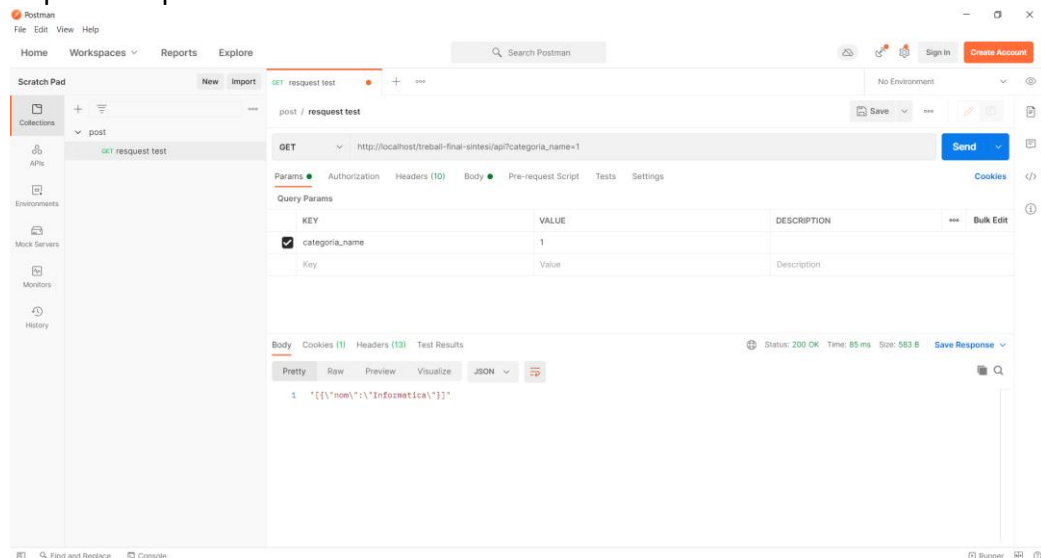 Postman
File Edit View Help
Home Workspaces Reports Explore Search Postman Sign In Create Account
Scratch Pad New Import GET resquest test No Environment
Collections post / resquest test Save
post
GET resquest test GET http://localhost/treball-final-sintesi/api?categoria_name=1 Send
APIs Params Authorization Headers (10) Body Pre-request Script Tests Settings Cookies
Environments Query Params
KEY VALUE DESCRIPTION Bulk Edit
Mock Servers categoria_name 1
Key Value Description
Monitors
History
Body Cookies (1) Headers (13) Test Results Status: 200 OK Time: 85 ms Size: 583 B Save Response
Pretty Raw Preview Visualize JSON
1 "[{\"nom\":\"Informatica\"}]"
Find and Replace Console Runner